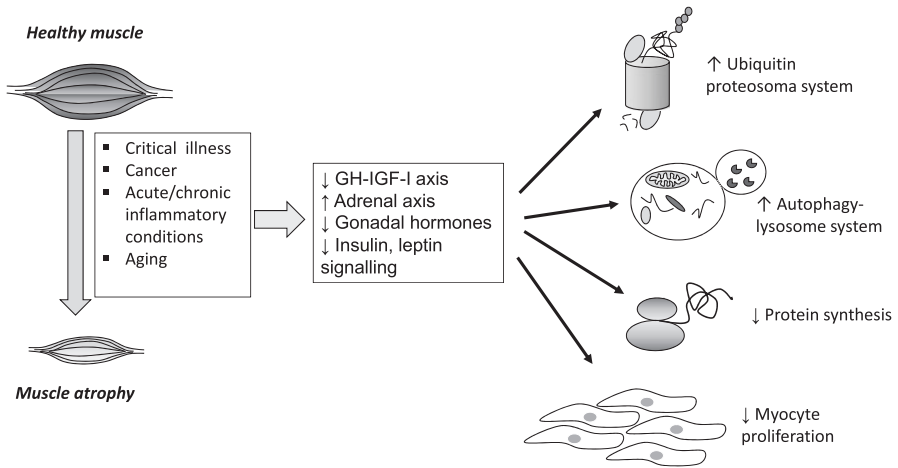 Healthy muscle
▪ Critical illness
▪ Cancer
▪ Acute/chronic
inflammatory
conditions
▪ Aging
Muscle atrophy
↓ GH-IGF-I axis
↑ Adrenal axis
↓ Gonadal hormones
↓ Insulin, leptin
signalling
↑ Ubiquitin
proteosoma system
↑ Autophagy-
lysosome system
↓ Protein synthesis
↓ Myocyte
proliferation